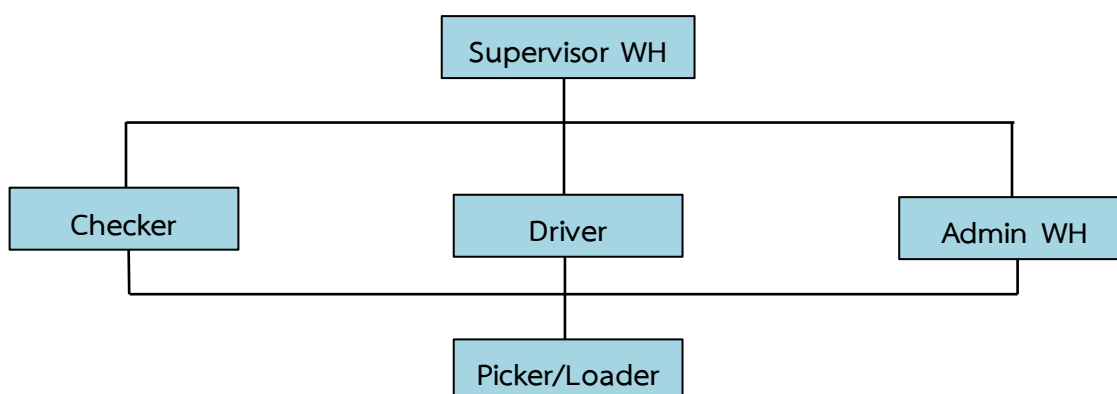 Supervisor WH
Checker
Driver
Admin WH
Picker/Loader